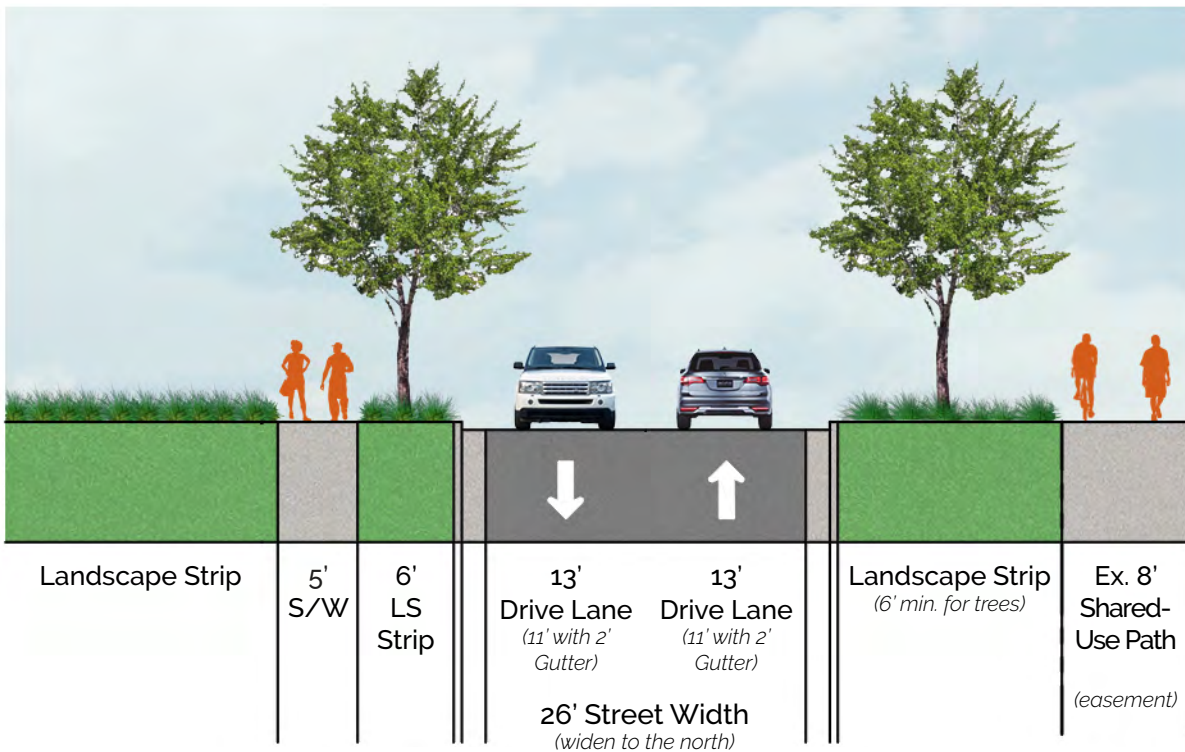 Landscape Strip
5’
S/W
6’
LS
Strip
13’
Drive Lane
(11’ with 2’
Gutter)
13’
Drive Lane
(11’ with 2’
Gutter)
26’ Street Width
(widen to the north)
Landscape Strip
(6’ min. for trees)
Ex. 8’
Shared-
Use Path
(easement)